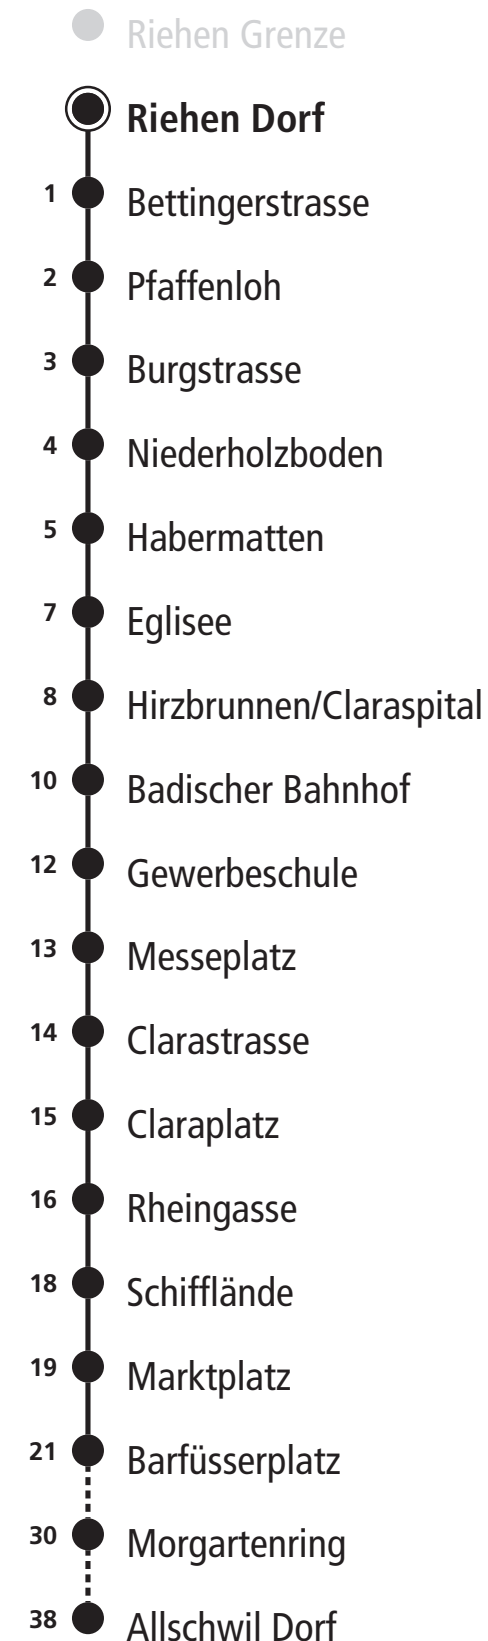 Riehen Grenze
Riehen Dorf
1 Bettingerstrasse
2 Pfaffenloh
3 Burgstrasse
4 Niederholzboden
5 Habermatten
7 Eglisee
8 Hirzbrunnen/Claraspital
10 Badischer Bahnhof
12 Gewerbeschule
13 Messeplatz
14 Clarastrasse
15 Claraplatz
16 Rheingasse
18 Schifflände
19 Marktplatz
21 Barfüsserplatz
30 Morgartenring
38 Allschwil Dorf